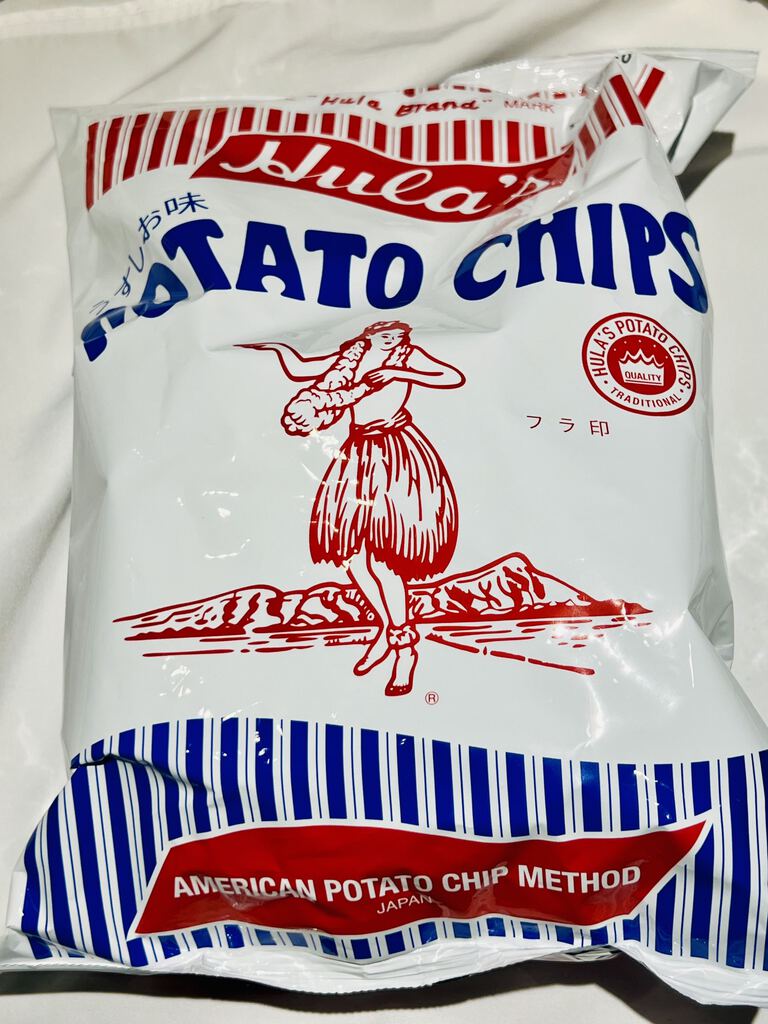 "Hula Brand" MARK
Hula's
うすしお味
POTATO CHIPS
HULA'S POTATO CHIPS
QUALITY
TRADITIONAL
フラ印
®
AMERICAN POTATO CHIP METHOD
JAPAN